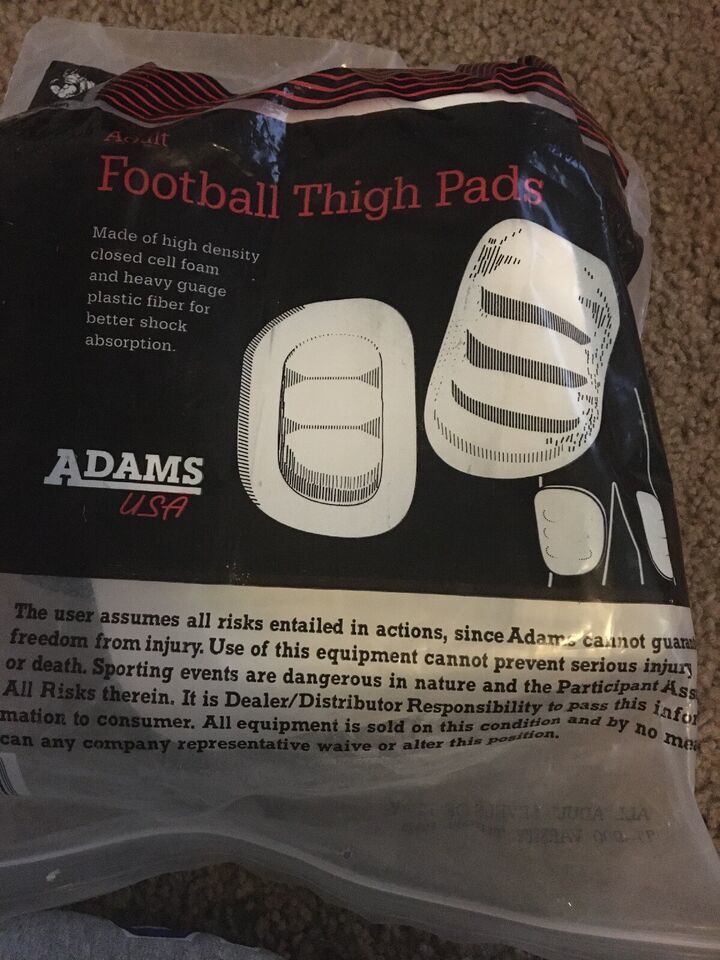 Adult
Football Thigh Pads
Made of high density
closed cell foam
and heavy guage
plastic fiber for
better shock
absorption.
ADAMS
USA
The user assumes all risks entailed in actions, since Adams cannot
freedom from injury. Use of this equipment cannot prevent serious injury
or death. Sporting events are dangerous in nature and the Participant
All Risks therein. It is Dealer/Distributor Responsibility to pass this infor
mation to consumer. All equipment is sold on this condition and by no
can any company representative waive or alter this position.